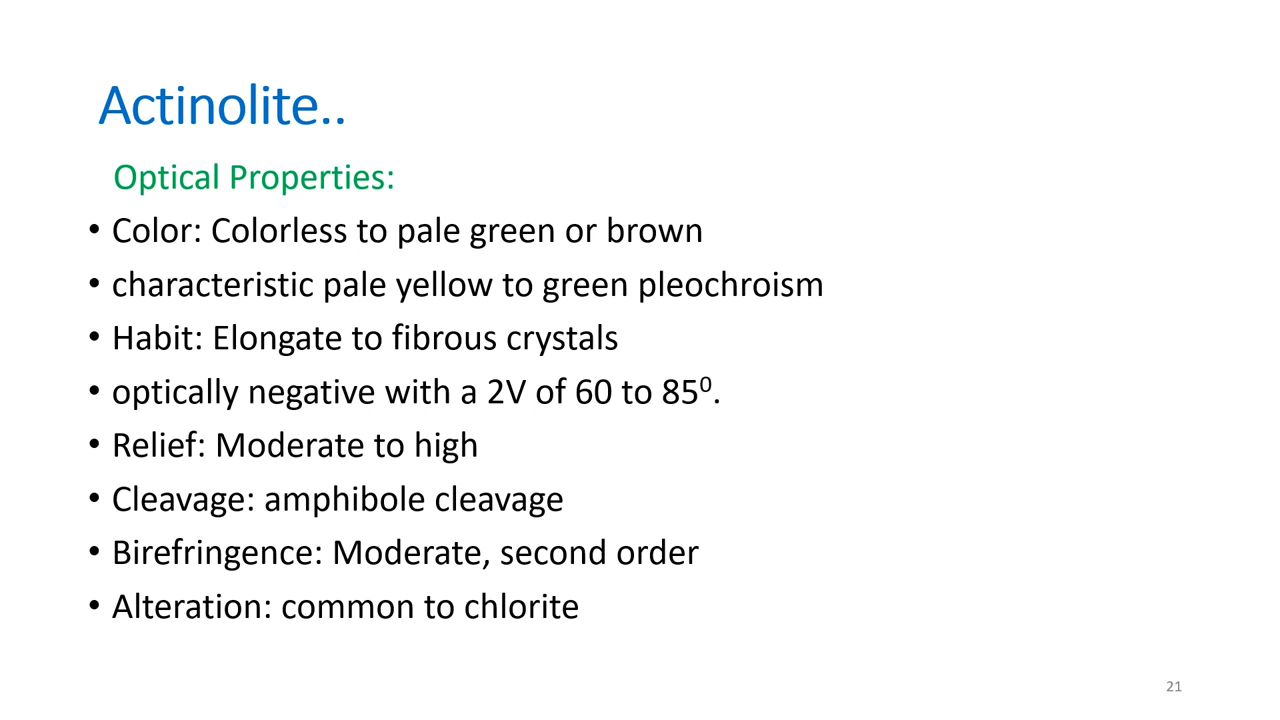 Actinolite..
Optical Properties:
• Color: Colorless to pale green or brown
• characteristic pale yellow to green pleochroism
• Habit: Elongate to fibrous crystals
• optically negative with a 2V of 60 to 85⁰.
• Relief: Moderate to high
• Cleavage: amphibole cleavage
• Birefringence: Moderate, second order
• Alteration: common to chlorite
21